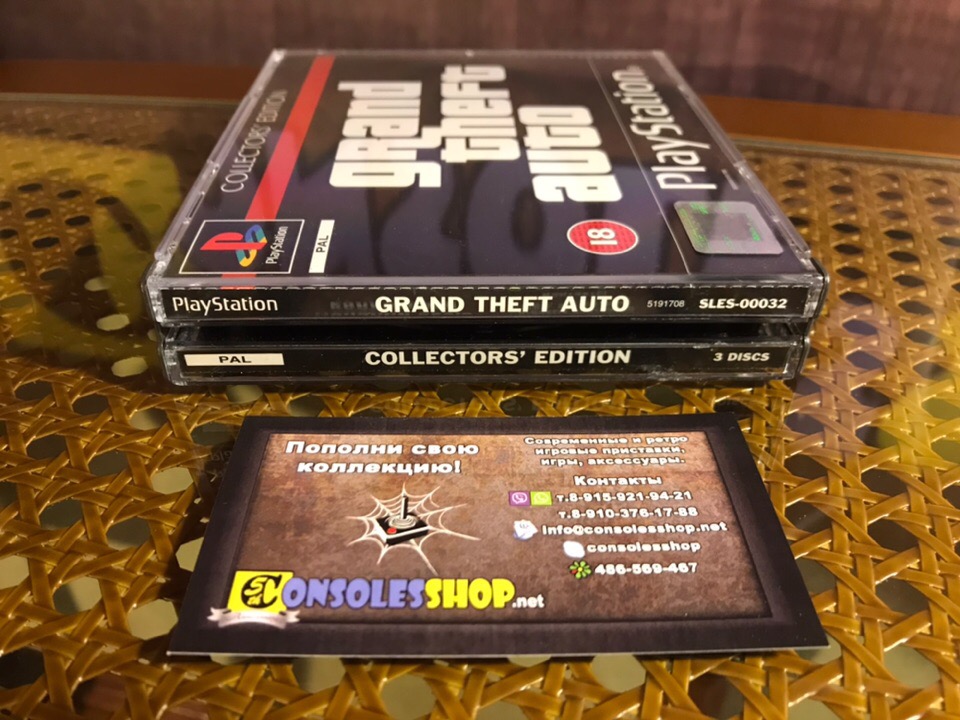 COLLECTORS' EDITION
grand
theft
auto
PlayStation
PlayStation
PAL
18
PlayStation GRAND THEFT AUTO 5191708 SLES-00032
PAL COLLECTORS' EDITION 3 DISCS
Пополни свою
коллекцию!
Современные и ретро
игровые приставки,
игры, аксессуары.
Контакты
т.8-915-921-94-21
т.8-910-376-17-88
info@consolesshop.net
consolesshop
486-569-467
CONSOLESSHOP.net